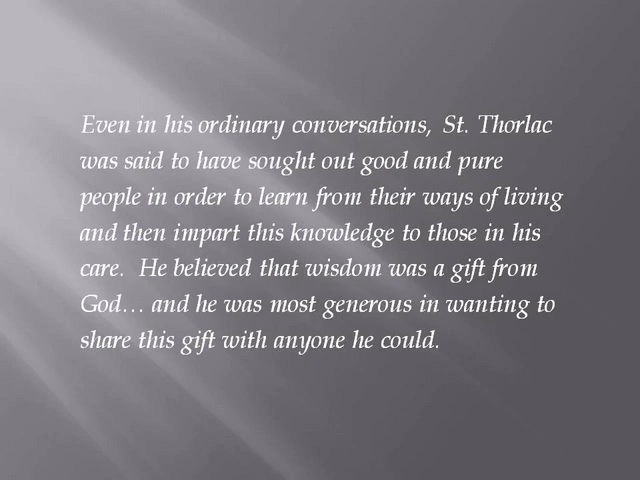 Even in his ordinary conversations,  St. Thorlac
was said to have sought out good and pure
people in order to learn from their ways of living
and then impart this knowledge to those in his
care.  He believed that wisdom was a gift from
God… and he was most generous in wanting to
share this gift with anyone he could.